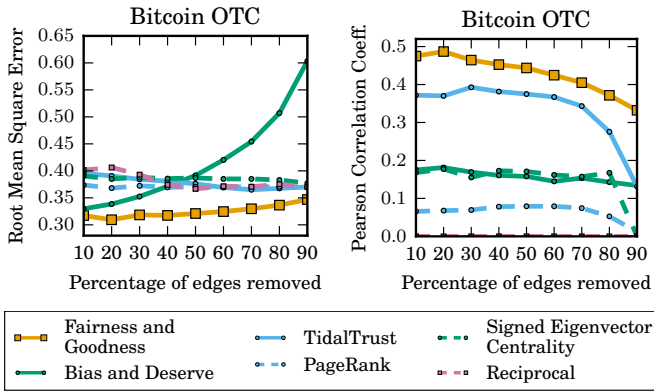 Bitcoin OTC
Root Mean Square Error
0.65
0.60
0.55
0.50
0.45
0.40
0.35
0.30
10 20 30 40 50 60 70 80 90
Percentage of edges removed
Bitcoin OTC
Pearson Correlation Coeff.
0.5
0.4
0.3
0.2
0.1
0.0
10 20 30 40 50 60 70 80 90
Percentage of edges removed
Fairness and
Goodness
Bias and Deserve
TidalTrust
PageRank
Signed Eigenvector
Centrality
Reciprocal